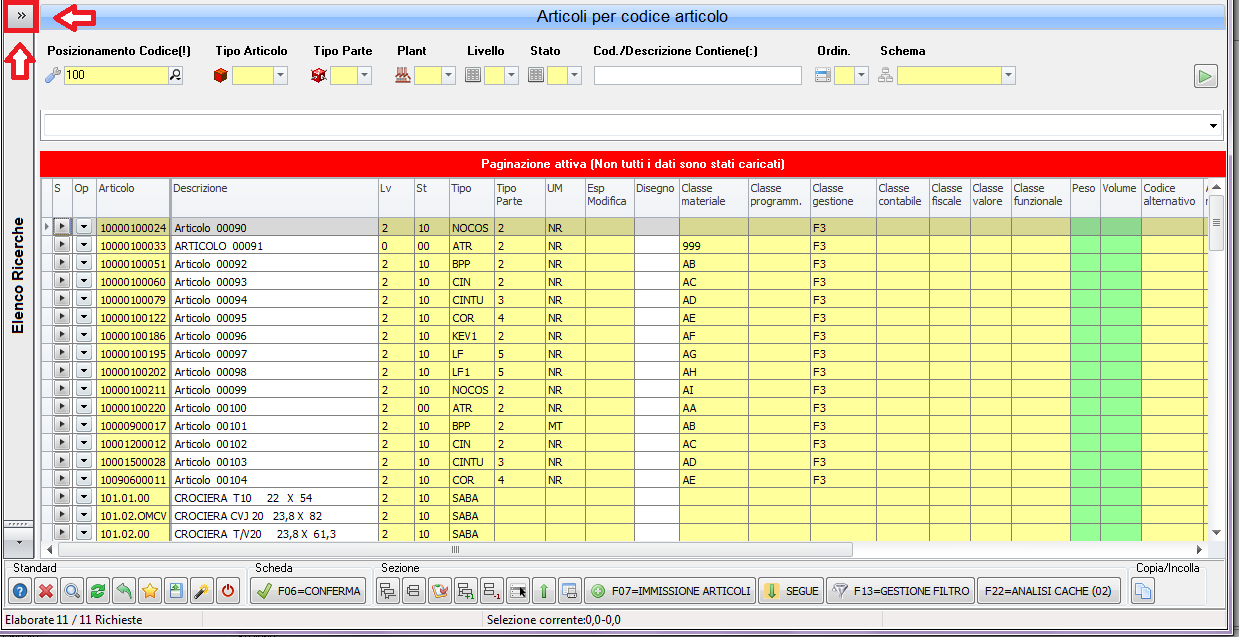 »
Articoli per codice articolo
Posizionamento Codice(!) Tipo Articolo Tipo Parte Plant Livello Stato Cod./Descrizione Contiene(:) Ordin. Schema
100
Paginazione attiva (Non tutti i dati sono stati caricati)
Elenco Ricerche
S Op Articolo Descrizione Lv St Tipo Tipo Parte UM Esp Modifica Disegno Classe materiale Classe programm. Classe gestione Classe contabile Classe fiscale Classe valore Classe funzionale Peso Volume Codice alternativo
10000100024 Articolo 00090 2 10 NOCOS 2 NR F3
10000100033 ARTICOLO 00091 0 00 ATR 2 NR 999 F3
10000100051 Articolo 00092 2 10 BPP 2 NR AB F3
10000100060 Articolo 00093 2 10 CIN 2 NR AC F3
10000100079 Articolo 00094 2 10 CINTU 3 NR AD F3
10000100122 Articolo 00095 2 10 COR 4 NR AE F3
10000100186 Articolo 00096 2 10 KEV1 2 NR AF F3
10000100195 Articolo 00097 2 10 LF 5 NR AG F3
10000100202 Articolo 00098 2 10 LF1 5 NR AH F3
10000100211 Articolo 00099 2 10 NOCOS 2 NR AI F3
10000100220 Articolo 00100 2 00 ATR 2 NR AA F3
10000900017 Articolo 00101 2 10 BPP 2 MT AB F3
10001200012 Articolo 00102 2 10 CIN 2 NR AC F3
10001500028 Articolo 00103 2 10 CINTU 3 NR AD F3
10090600011 Articolo 00104 2 10 COR 4 NR AE F3
101.01.00 CROCIERA T10 22 X 54 2 10 SABA
101.02.OMCV CROCIERA CVJ 20 23,8 X 82 2 10 SABA
101.02.00 CROCIERA T/V20 23,8 X 61,3 2 10 SABA
Standard Scheda Sezione Copia/Incolla
F06=CONFERMA +1 -1 F07=IMMISSIONE ARTICOLI SEGUE F13=GESTIONE FILTRO F22=ANALISI CACHE (02)
Elaborate 11 / 11 Richieste Selezione corrente:0,0-0,0